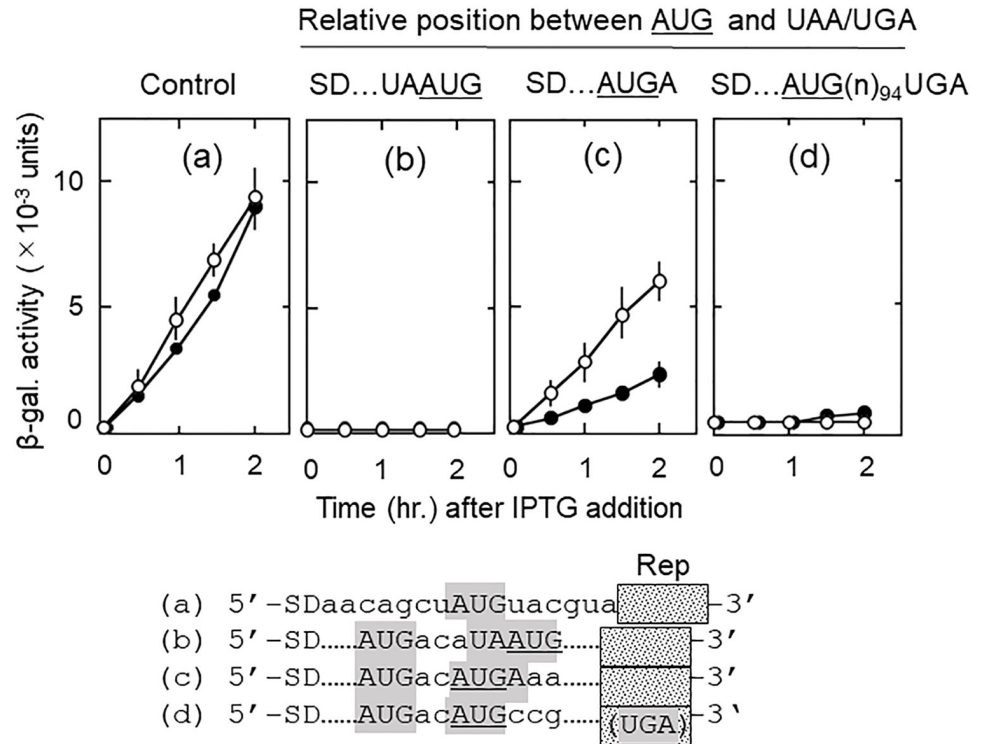 Relative position between AUG and UAA/UGA
Control
SD...UAAUG
SD...AUGA
SD...AUG(n)₉₄UGA
β-gal. activity (×10⁻³ units)
10
5
0
(a)
(b)
(c)
(d)
0 1 2
0 1 2
0 1 2
0 1 2
Time (hr.) after IPTG addition
Rep
(a) 5′-SDaacagcuAUGuacgua-3′
(b) 5′-SD......AUGacaUAAUG......-3′
(c) 5′-SD......AUGacAUGAaa......-3′
(d) 5′-SD......AUGacAUGccg......(UGA)-3‘